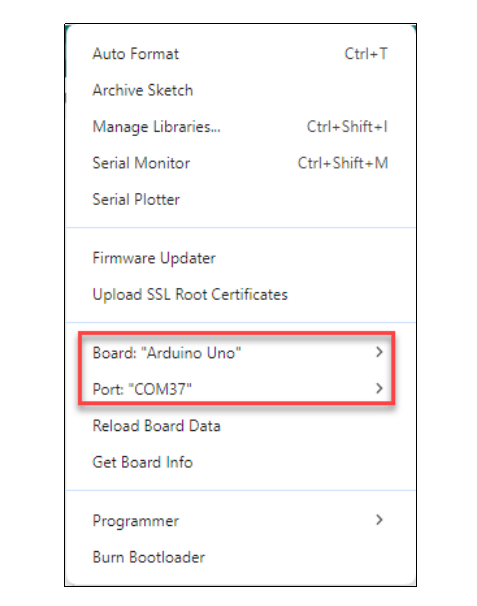 Auto Format Ctrl+T
Archive Sketch
Manage Libraries... Ctrl+Shift+I
Serial Monitor Ctrl+Shift+M
Serial Plotter
Firmware Updater
Upload SSL Root Certificates
Board: "Arduino Uno"
Port: "COM37"
Reload Board Data
Get Board Info
Programmer
Burn Bootloader